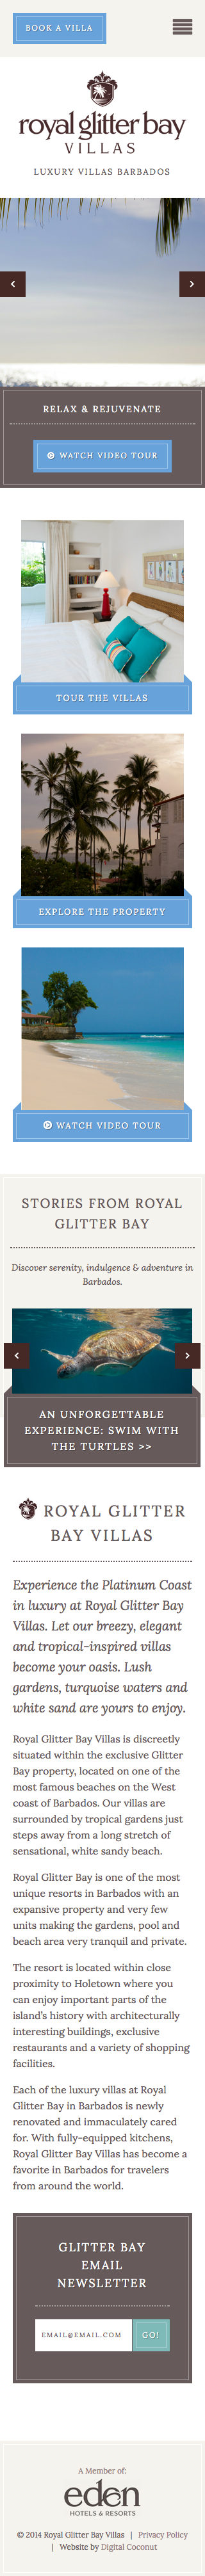 BOOK A VILLA
royal glitter bay
VILLAS
LUXURY VILLAS BARBADOS
RELAX & REJUVENATE
WATCH VIDEO TOUR
TOUR THE VILLAS
EXPLORE THE PROPERTY
WATCH VIDEO TOUR
STORIES FROM ROYAL
GLITTER BAY
Discover serenity, indulgence & adventure in
Barbados.
AN UNFORGETTABLE
EXPERIENCE: SWIM WITH
THE TURTLES >>
ROYAL GLITTER
BAY VILLAS
Experience the Platinum Coast
in luxury at Royal Glitter Bay
Villas. Let our breezy, elegant
and tropical-inspired villas
become your oasis. Lush
gardens, turquoise waters and
white sand are yours to enjoy.
Royal Glitter Bay Villas is discreetly
situated within the exclusive Glitter
Bay property, located on one of the
most famous beaches on the West
coast of Barbados. Our villas are
surrounded by tropical gardens just
steps away from a long stretch of
sensational, white sandy beach.
Royal Glitter Bay is one of the most
unique resorts in Barbados with an
expansive property and very few
units making the gardens, pool and
beach area very tranquil and private.
The resort is located within close
proximity to Holetown where you
can enjoy important parts of the
island's history with architecturally
interesting buildings, exclusive
restaurants and a variety of shopping
facilities.
Each of the luxury villas at Royal
Glitter Bay in Barbados is newly
renovated and immaculately cared
for. With fully-equipped kitchens,
Royal Glitter Bay Villas has become a
favorite in Barbados for travelers
from around the world.
GLITTER BAY
EMAIL
NEWSLETTER
EMAIL@EMAIL.COM
GO!
A Member of:
eden
HOTELS & RESORTS
© 2014 Royal Glitter Bay Villas | Privacy Policy
| Website by Digital Coconut